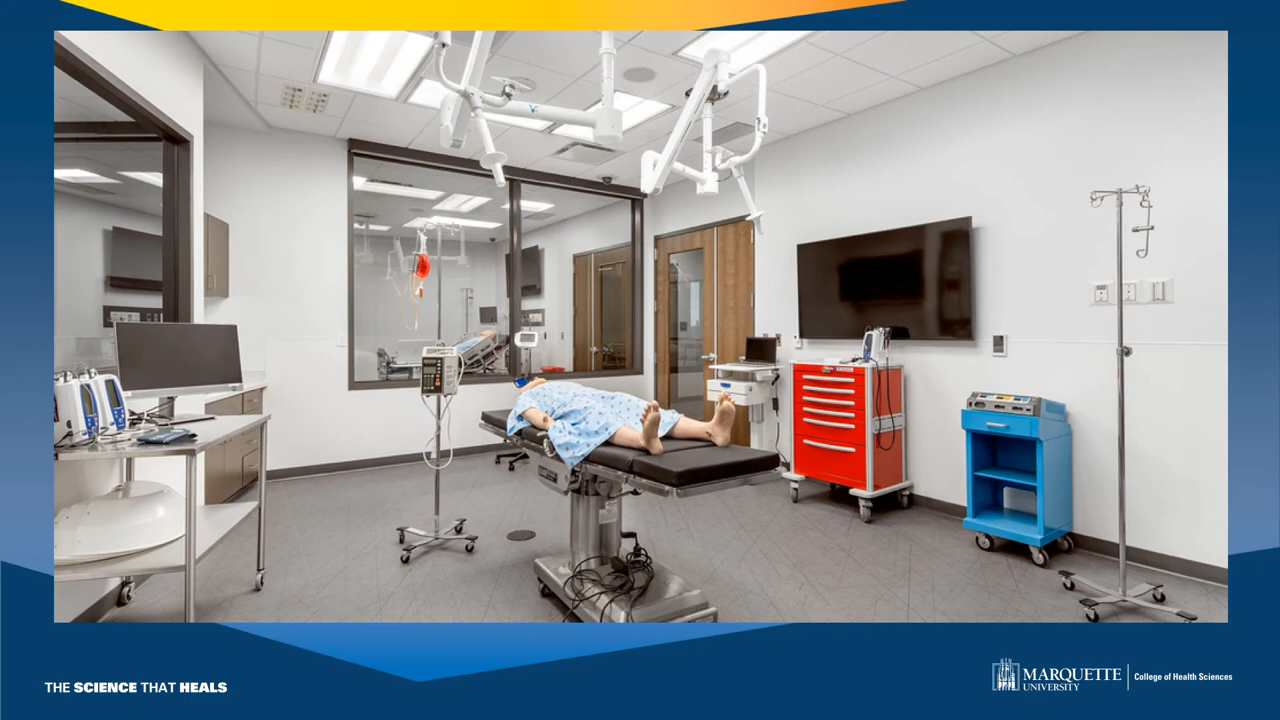 THE SCIENCE THAT HEALS
MARQUETTE
UNIVERSITY
College of Health Sciences